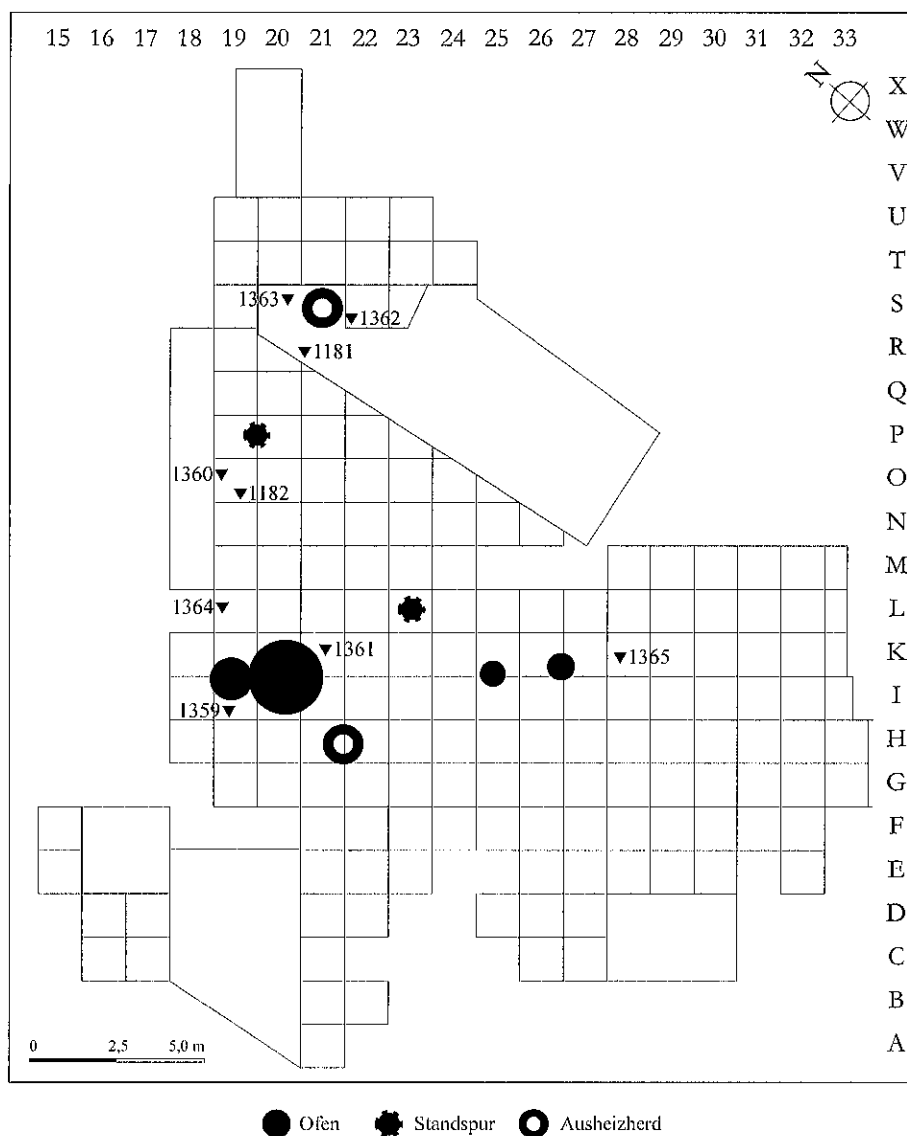 15 16 17 18 19 20 21 22 23 24 25 26 27 28 29 30 31 32 33
N
X
W
V
U
T
1363
S
1362
1181
R
Q
P
1360
O
1182
N
M
1364
L
1361
K
1365
1359
I
H
G
F
E
D
C
B
0 2,5 5,0 m
A
Ofen Standspur Ausheizherd